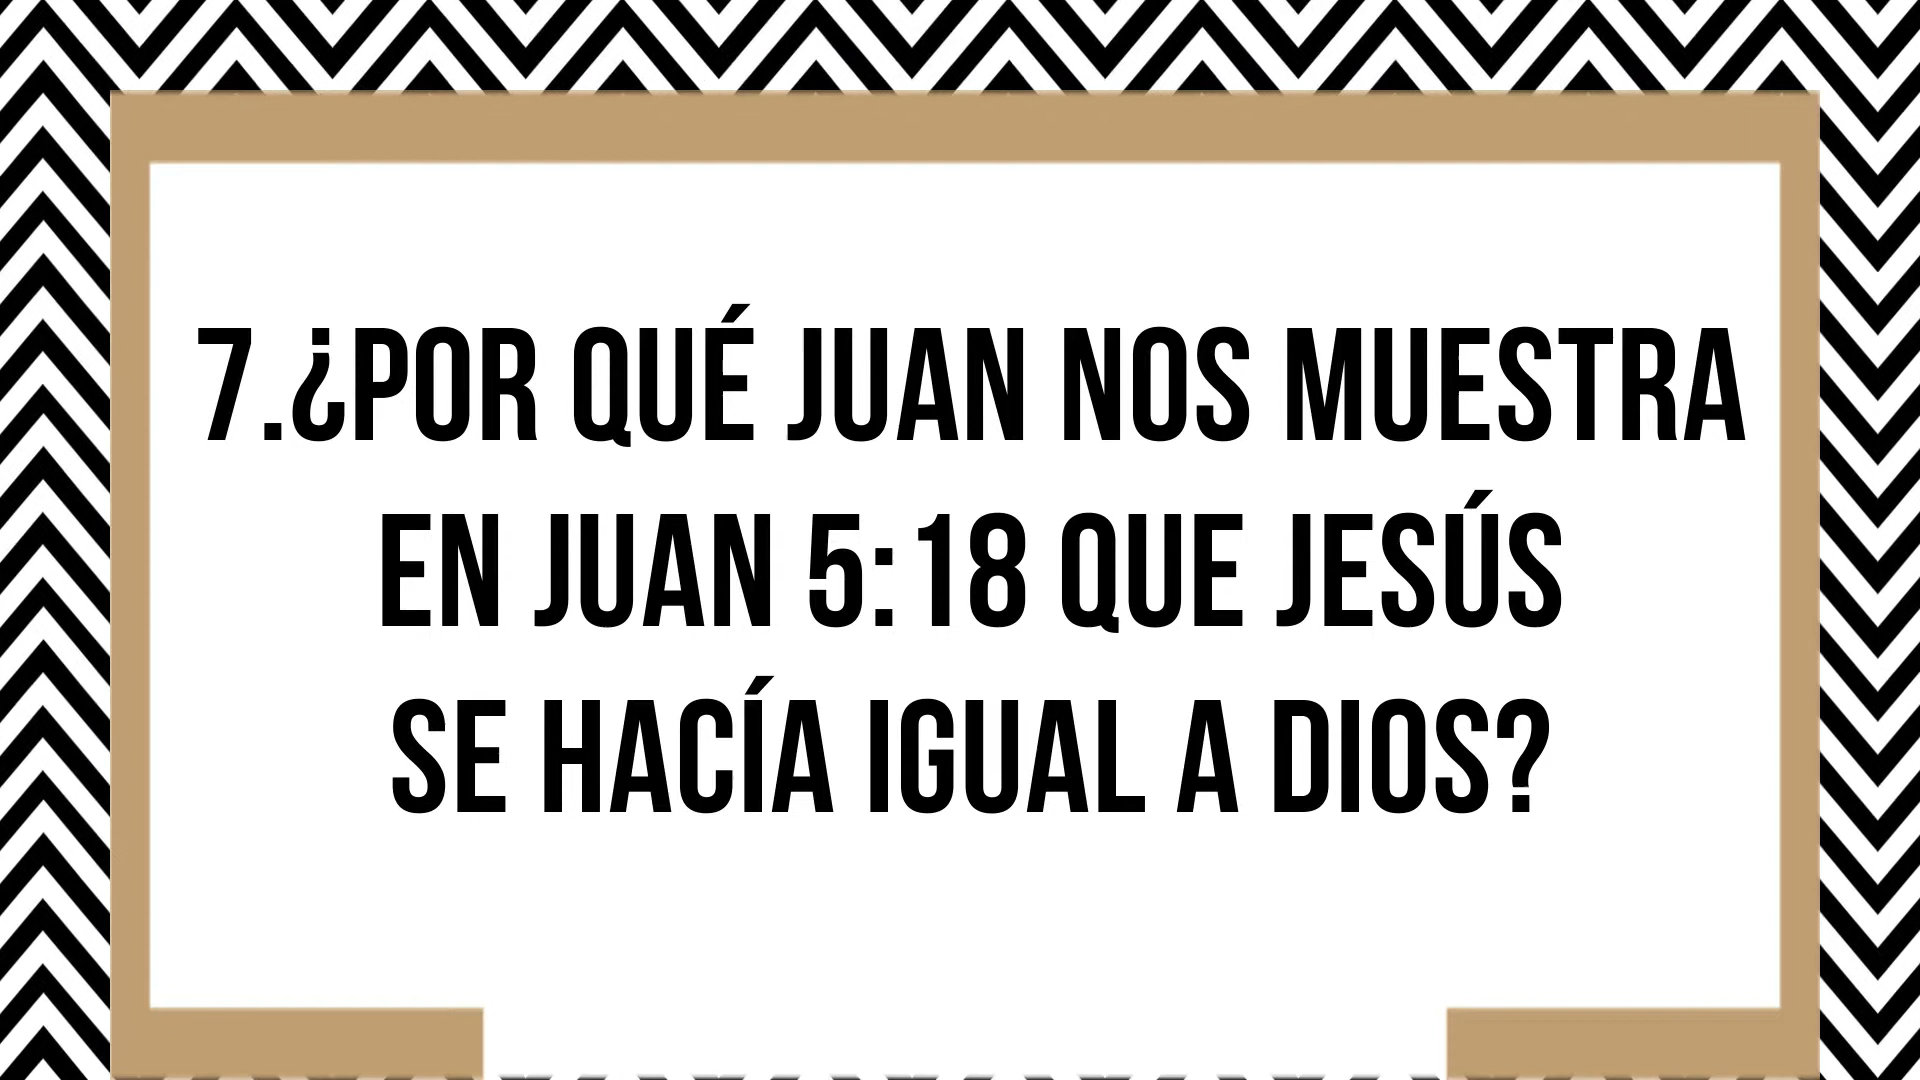 7.¿POR QUÉ JUAN NOS MUESTRA
EN JUAN 5:18 QUE JESÚS
SE HACÍA IGUAL A DIOS?